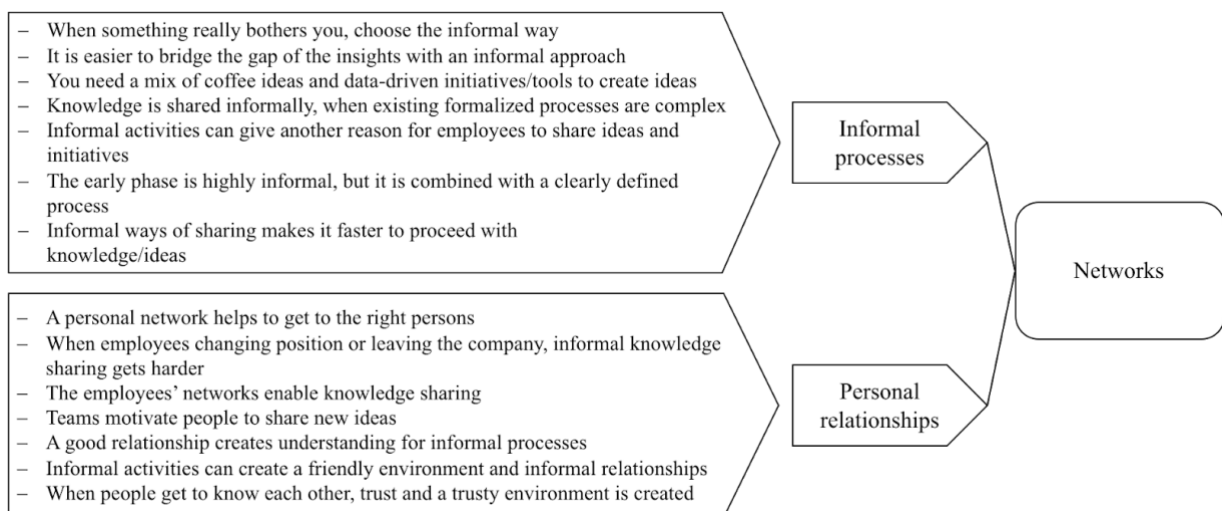 – When something really bothers you, choose the informal way
– It is easier to bridge the gap of the insights with an informal approach
– You need a mix of coffee ideas and data-driven initiatives/tools to create ideas
– Knowledge is shared informally, when existing formalized processes are complex
– Informal activities can give another reason for employees to share ideas and
initiatives
– The early phase is highly informal, but it is combined with a clearly defined
process
– Informal ways of sharing makes it faster to proceed with
knowledge/ideas
Informal
processes
– A personal network helps to get to the right persons
– When employees changing position or leaving the company, informal knowledge
sharing gets harder
– The employees’ networks enable knowledge sharing
– Teams motivate people to share new ideas
– A good relationship creates understanding for informal processes
– Informal activities can create a friendly environment and informal relationships
– When people get to know each other, trust and a trusty environment is created
Personal
relationships
Networks